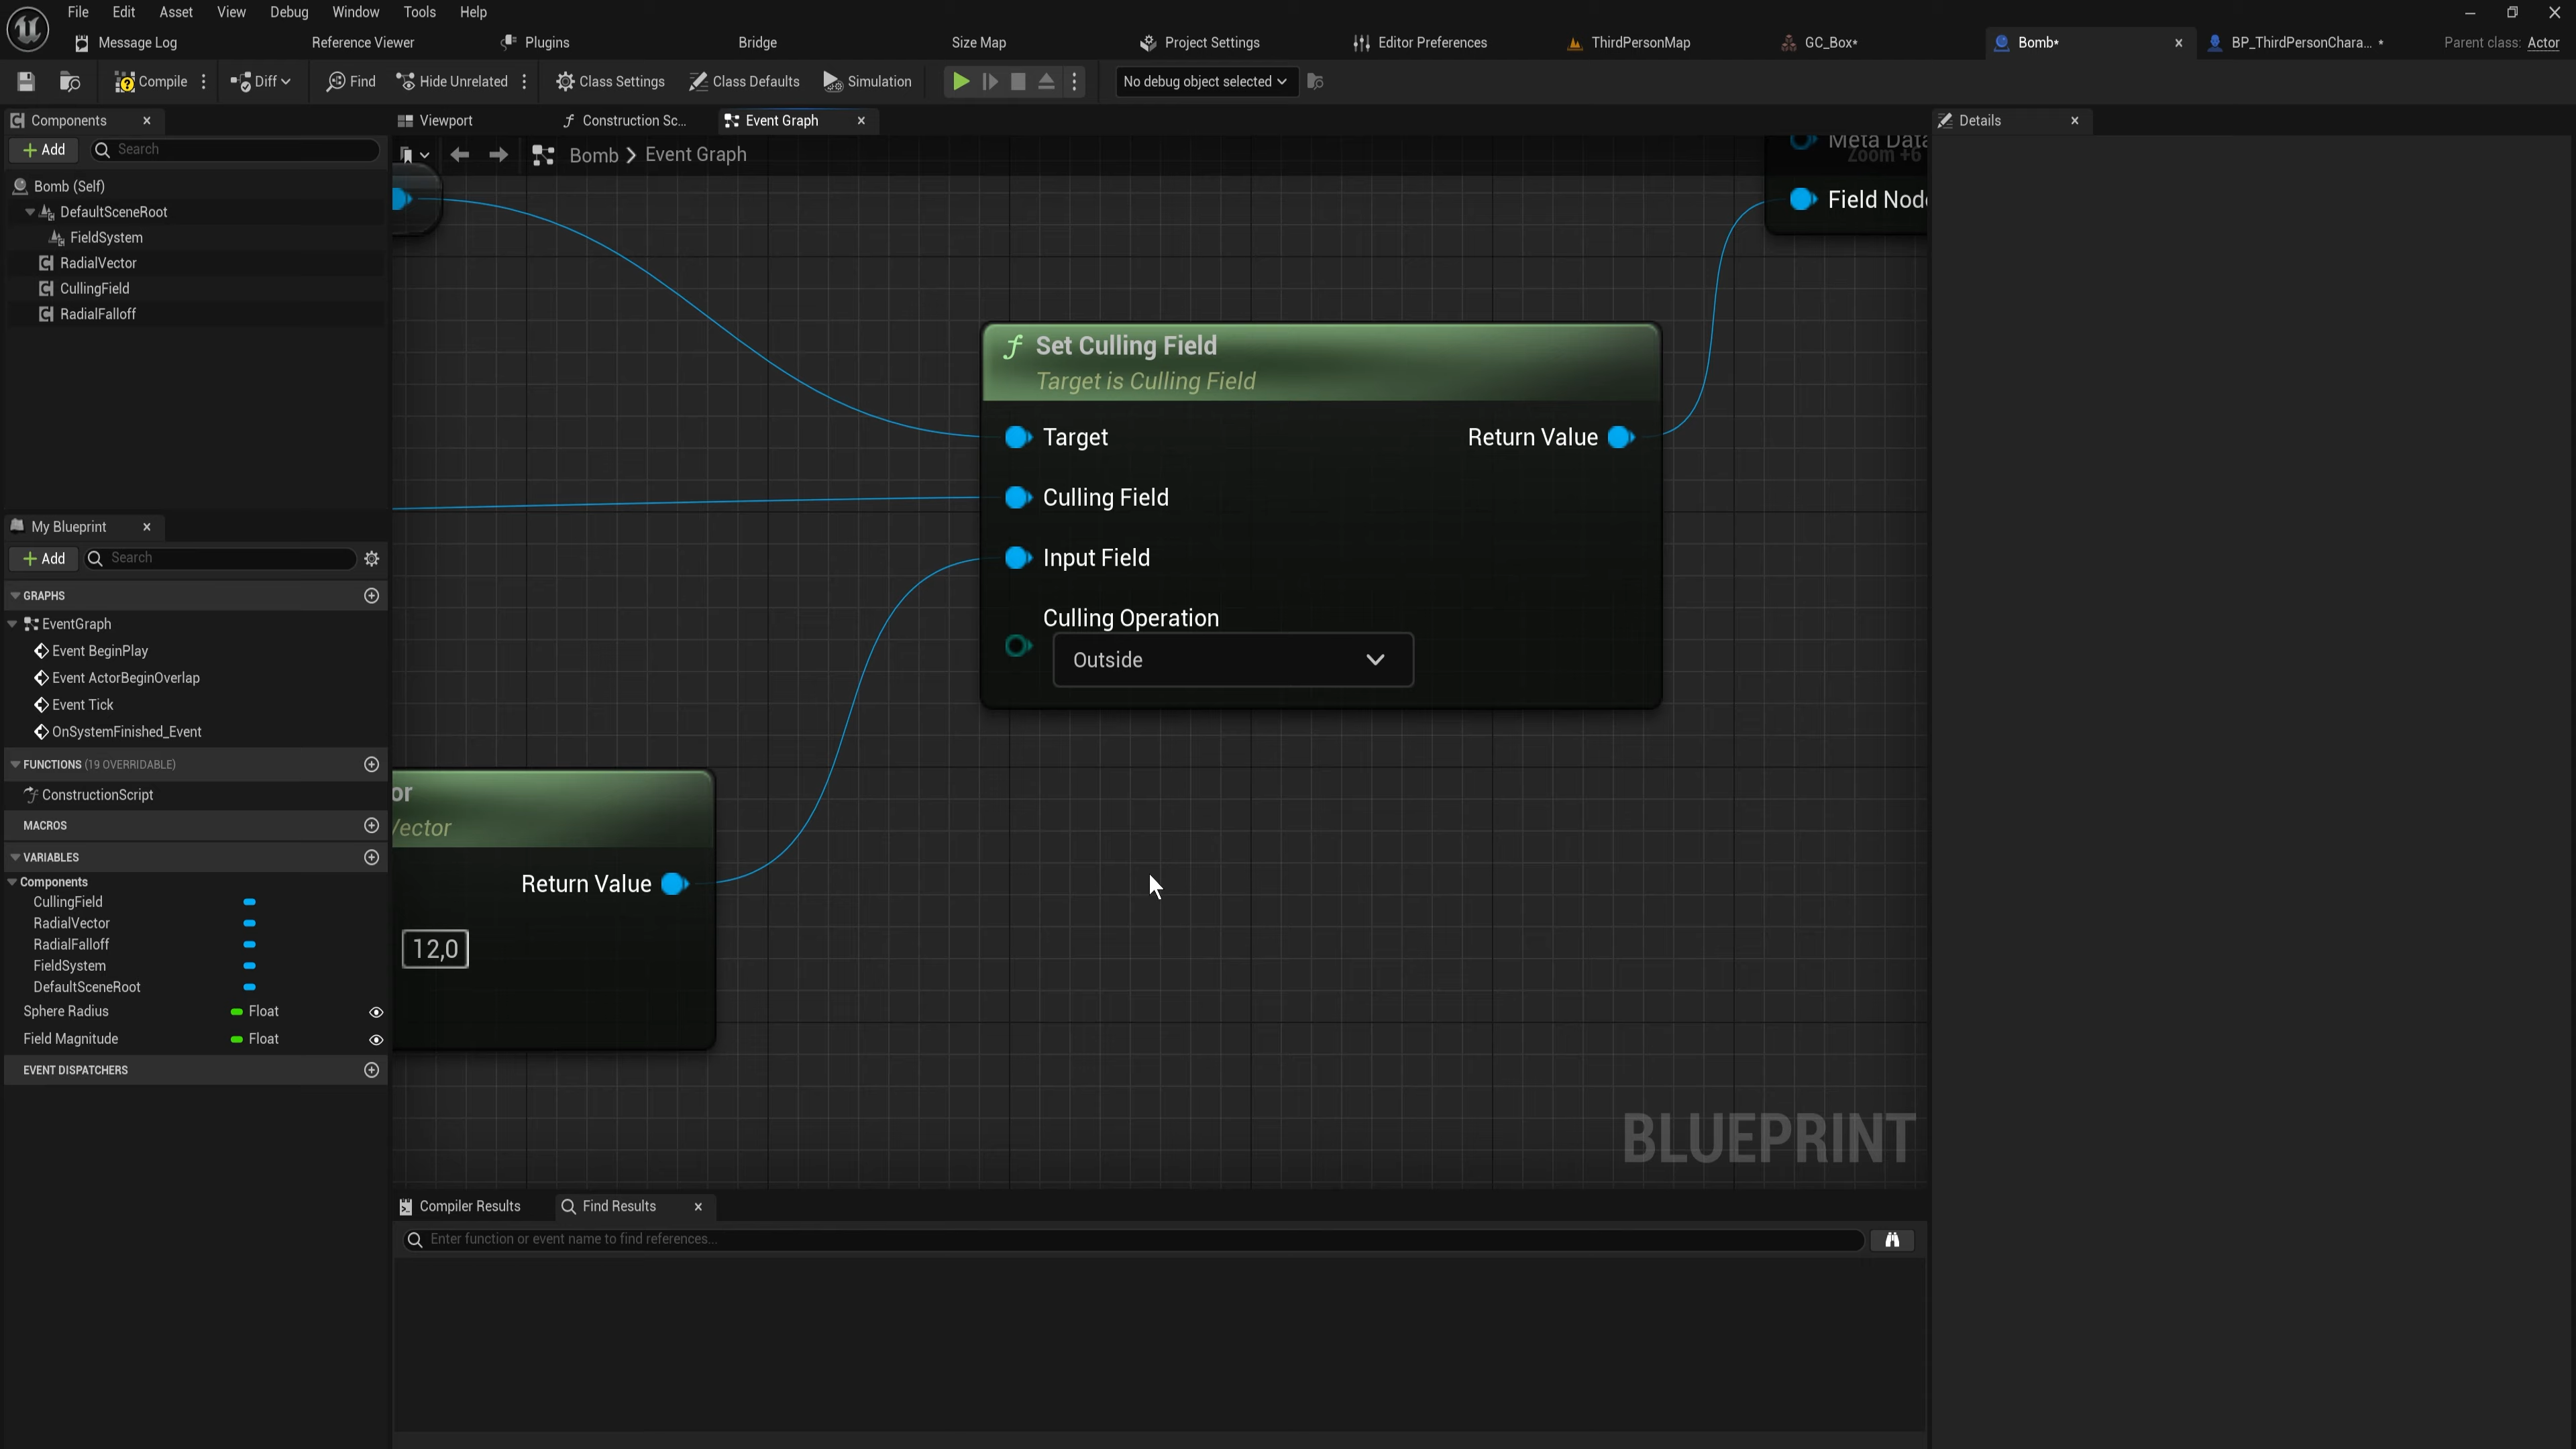 File Edit Asset View Debug Window Tools Help
Message Log Reference Viewer Plugins Bridge Size Map Project Settings Editor Preferences ThirdPersonMap GC_Box* Bomb* BP_ThirdPersonChara... * Parent class: Actor
Compile Diff Find Hide Unrelated Class Settings Class Defaults Simulation No debug object selected
Components
Add Search
Bomb (Self)
DefaultSceneRoot
FieldSystem
RadialVector
CullingField
RadialFalloff
My Blueprint
Add Search
GRAPHS
EventGraph
Event BeginPlay
Event ActorBeginOverlap
Event Tick
OnSystemFinished_Event
FUNCTIONS (19 OVERRIDABLE)
ConstructionScript
MACROS
VARIABLES
Components
CullingField
RadialVector
RadialFalloff
FieldSystem
DefaultSceneRoot
Sphere Radius Float
Field Magnitude Float
EVENT DISPATCHERS
Viewport Construction Sc... Event Graph
Bomb > Event Graph
Meta Data
Zoom +6
Field Node
Set Culling Field
Target is Culling Field
Target Return Value
Culling Field
Input Field
Culling Operation
Outside
or
Vector
Return Value
12,0
BLUEPRINT
Compiler Results Find Results
Enter function or event name to find references...
Details